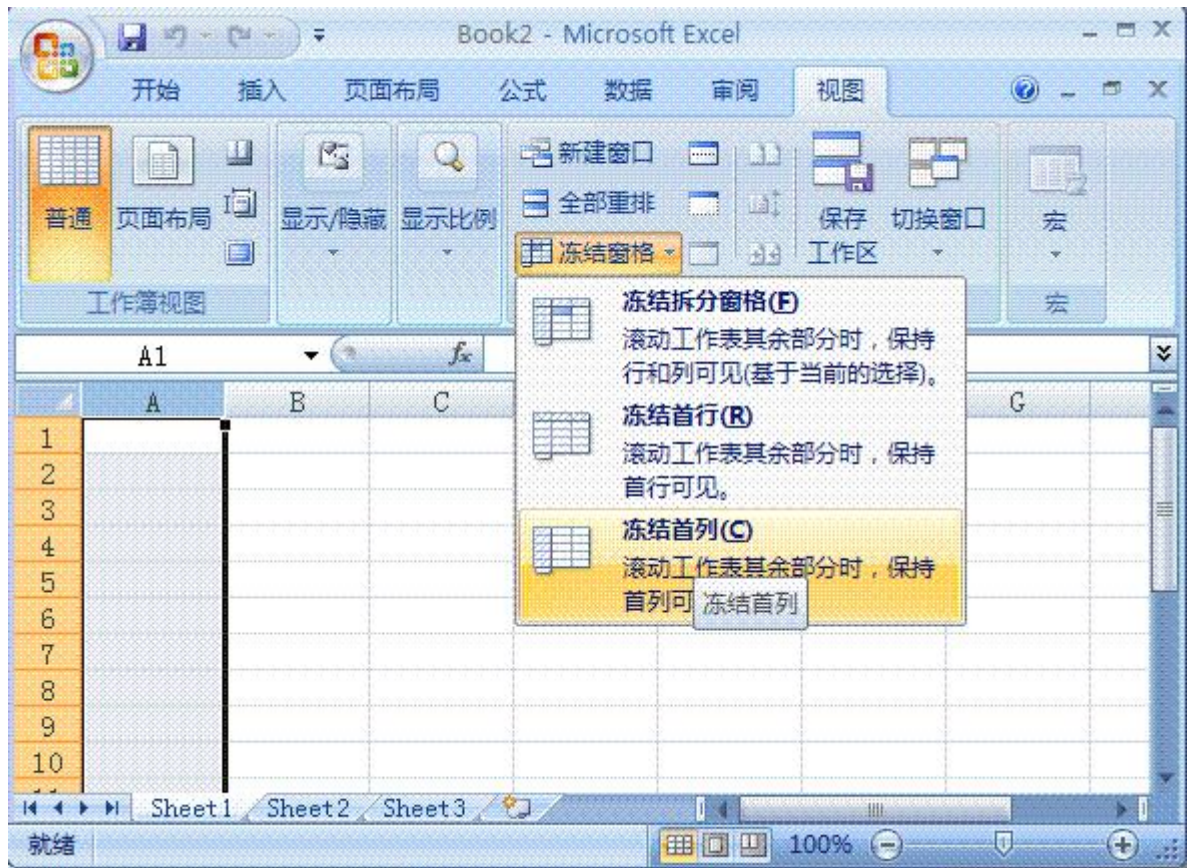 Book2 - Microsoft Excel
开始 插入 页面布局 公式 数据 审阅 视图
普通 页面布局 显示/隐藏 显示比例
新建窗口
全部重排
冻结窗格
保存
工作区
切换窗口
宏
工作簿视图
宏
冻结拆分窗格(F)
滚动工作表其余部分时，保持
行和列可见(基于当前的选择)。
冻结首行(R)
滚动工作表其余部分时，保持
首行可见。
冻结首列(C)
滚动工作表其余部分时，保持
首列可
冻结首列
A1 fx
A B C G
1
2
3
4
5
6
7
8
9
10
Sheet1 Sheet2 Sheet3
就绪 100%